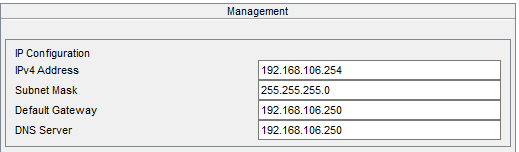 Management
IP Configuration
IPv4 Address 192.168.106.254
Subnet Mask 255.255.255.0
Default Gateway 192.168.106.250
DNS Server 192.168.106.250